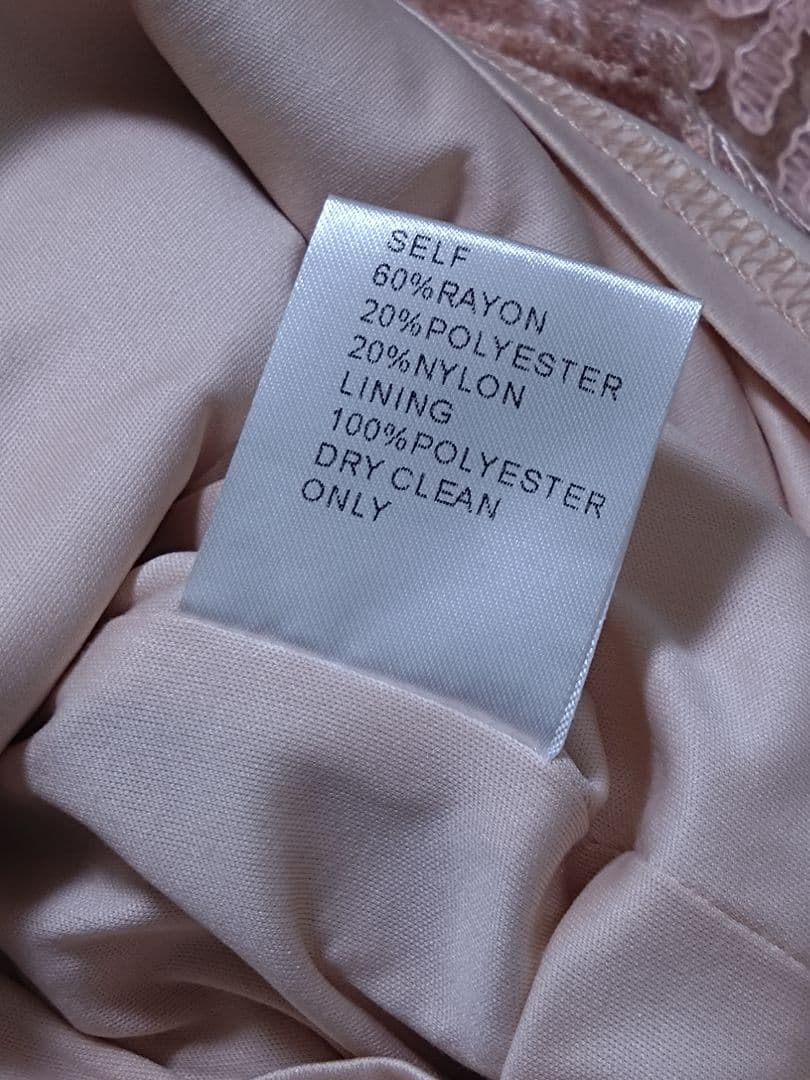 SELF
60%RAYON
20%POLYESTER
20%NYLON
LINING
100%POLYESTER
DRY CLEAN
ONLY